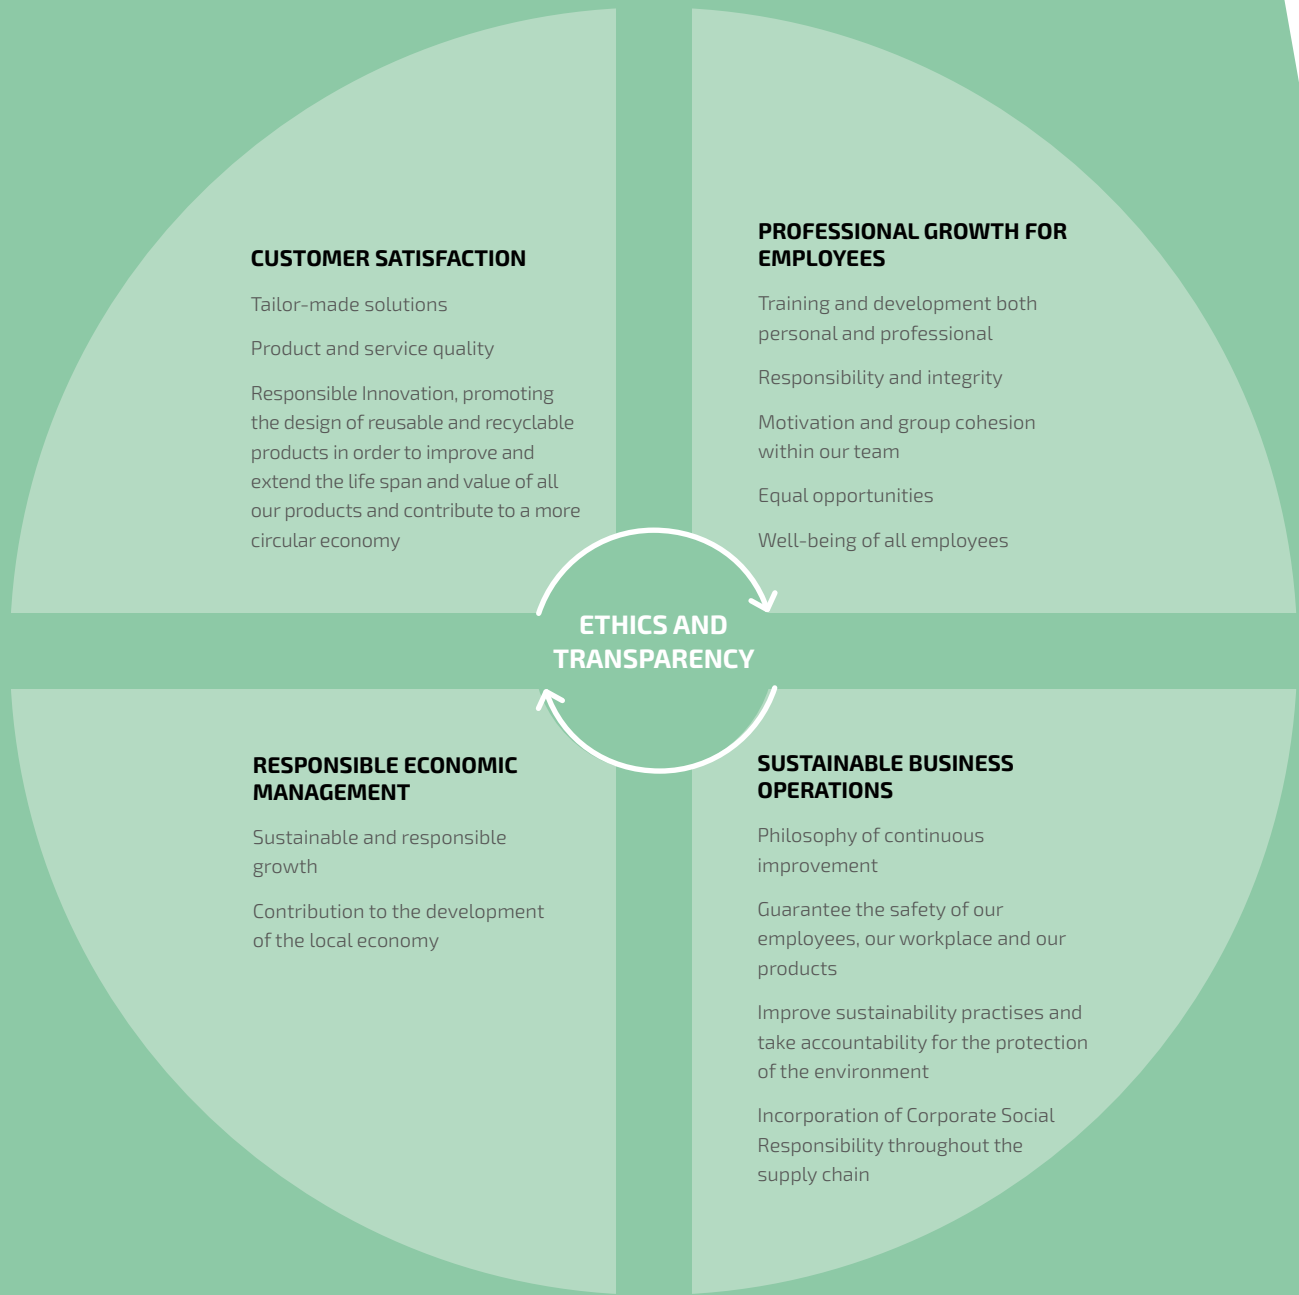 CUSTOMER SATISFACTION
Tailor-made solutions
Product and service quality
Responsible Innovation, promoting
the design of reusable and recyclable
products in order to improve and
extend the life span and value of all
our products and contribute to a more
circular economy
PROFESSIONAL GROWTH FOR
EMPLOYEES
Training and development both
personal and professional
Responsibility and integrity
Motivation and group cohesion
within our team
Equal opportunities
Well-being of all employees
ETHICS AND
TRANSPARENCY
RESPONSIBLE ECONOMIC
MANAGEMENT
Sustainable and responsible
growth
Contribution to the development
of the local economy
SUSTAINABLE BUSINESS
OPERATIONS
Philosophy of continuous
improvement
Guarantee the safety of our
employees, our workplace and our
products
Improve sustainability practises and
take accountability for the protection
of the environment
Incorporation of Corporate Social
Responsibility throughout the
supply chain